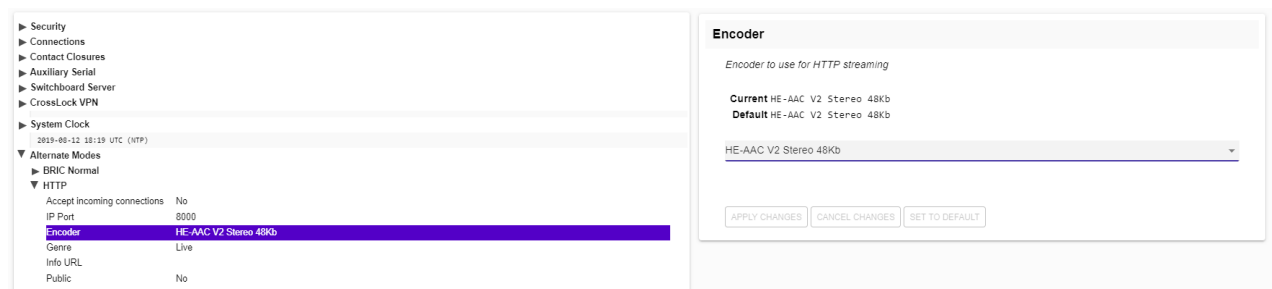 Security
Connections
Contact Closures
Auxiliary Serial
Switchboard Server
CrossLock VPN
System Clock
2019-08-12 18:19 UTC (NTP)
Alternate Modes
BRIC Normal
HTTP
Accept incoming connections No
IP Port 8000
Encoder HE-AAC V2 Stereo 48Kb
Genre Live
Info URL
Public No
Encoder
Encoder to use for HTTP streaming
Current HE-AAC V2 Stereo 48Kb
Default HE-AAC V2 Stereo 48Kb
HE-AAC V2 Stereo 48Kb
APPLY CHANGES CANCEL CHANGES SET TO DEFAULT